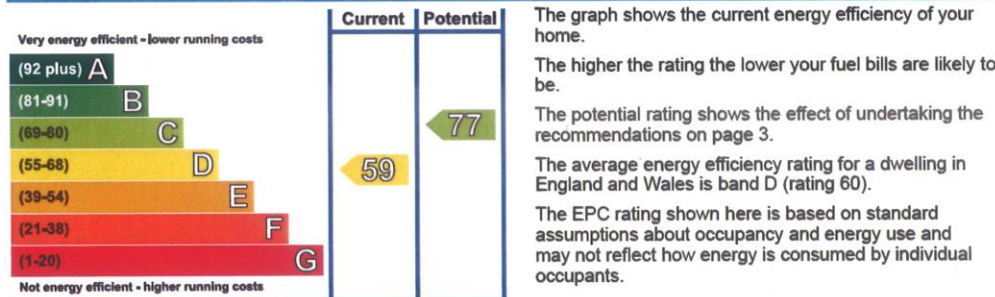 Current Potential
Very energy efficient - lower running costs
(92 plus) A
(81-91) B
(69-80) C
(55-68) D
(39-54) E
(21-38) F
(1-20) G
Not energy efficient - higher running costs
77
59
The graph shows the current energy efficiency of your
home.
The higher the rating the lower your fuel bills are likely to
be.
The potential rating shows the effect of undertaking the
recommendations on page 3.
The average energy efficiency rating for a dwelling in
England and Wales is band D (rating 60).
The EPC rating shown here is based on standard
assumptions about occupancy and energy use and
may not reflect how energy is consumed by individual
occupants.